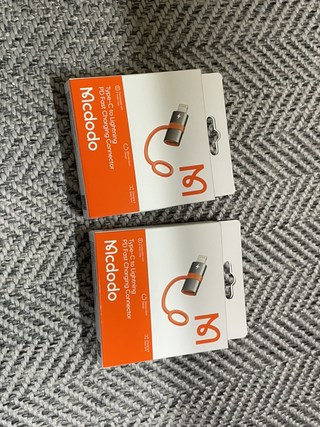 Mcdodo
Type-C to Lightning
PD Fast Charging Connector
Mcdodo
Type-C to Lightning
PD Fast Charging Connector